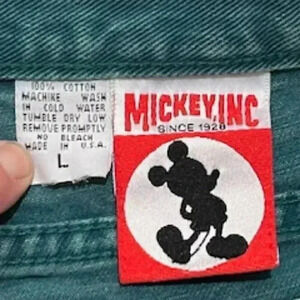 100% COTTON
MACHINE WASH
IN COLD WATER
TUMBLE DRY LOW
REMOVE PROMPTLY
NO BLEACH
MADE IN U.S.A.
L
MICKEY,INC
SINCE 1928